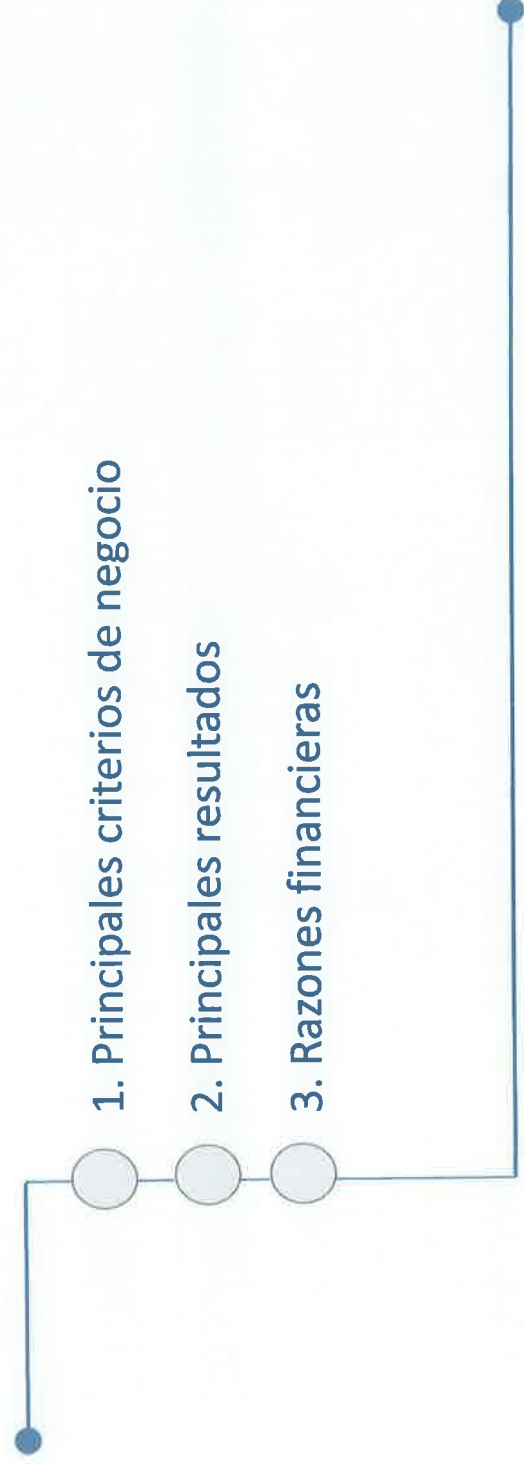 1. Principales criterios de negocio
2. Principales resultados
3. Razones financieras